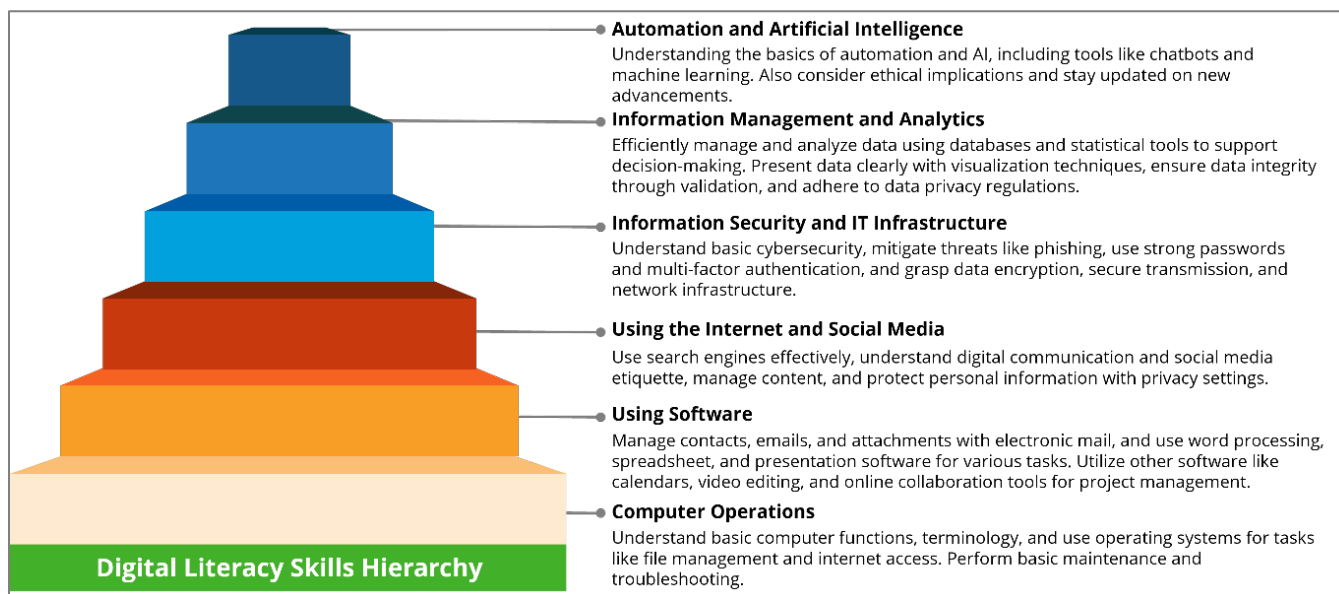 Automation and Artificial Intelligence
Understanding the basics of automation and AI, including tools like chatbots and
machine learning. Also consider ethical implications and stay updated on new
advancements.
Information Management and Analytics
Efficiently manage and analyze data using databases and statistical tools to support
decision-making. Present data clearly with visualization techniques, ensure data integrity
through validation, and adhere to data privacy regulations.
Information Security and IT Infrastructure
Understand basic cybersecurity, mitigate threats like phishing, use strong passwords
and multi-factor authentication, and grasp data encryption, secure transmission, and
network infrastructure.
Using the Internet and Social Media
Use search engines effectively, understand digital communication and social media
etiquette, manage content, and protect personal information with privacy settings.
Using Software
Manage contacts, emails, and attachments with electronic mail, and use word processing,
spreadsheet, and presentation software for various tasks. Utilize other software like
calendars, video editing, and online collaboration tools for project management.
Computer Operations
Understand basic computer functions, terminology, and use operating systems for tasks
like file management and internet access. Perform basic maintenance and
troubleshooting.
Digital Literacy Skills Hierarchy